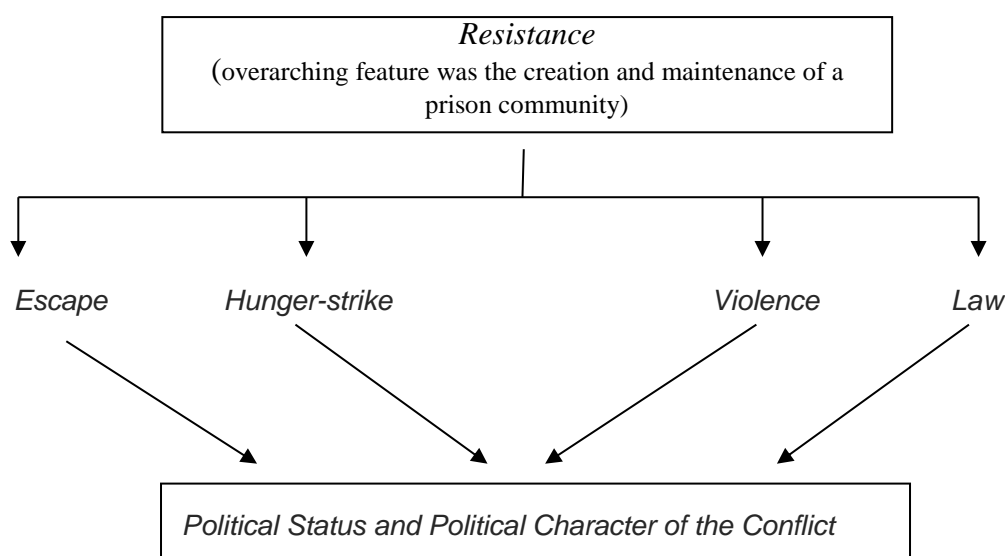 Resistance
(overarching feature was the creation and maintenance of a
prison community)
Escape
Hunger-strike
Violence
Law
Political Status and Political Character of the Conflict